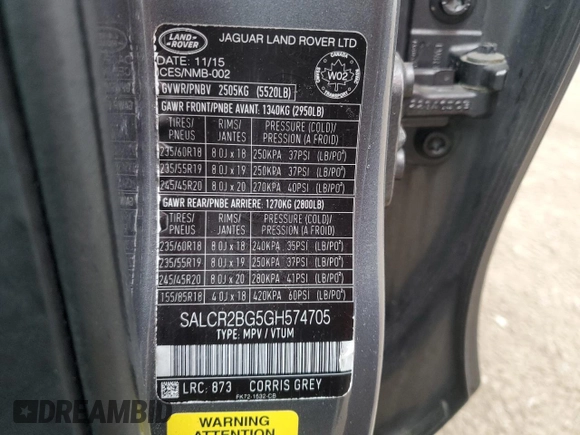 LAND ROVER
JAGUAR LAND ROVER LTD
DATE: 11/15
ICES/NMB-002
CANADA
W02
TRANSPORT
GVWR/PNBV 2505KG (5520LB)
GAWR FRONT/PNBE AVANT: 1340KG (2950LB)
TIRES/PNEUS RIMS/JANTES PRESSURE (COLD)/PRESSION (A FROID)
235/60R18 8.0J x 18 250KPA 37PSI (LB/PO²)
235/55R19 8.0J x 19 250KPA 37PSI (LB/PO²)
245/45R20 8.0J x 20 270KPA 40PSI (LB/PO²)
GAWR REAR/PNBE ARRIERE: 1270KG (2800LB)
TIRES/PNEUS RIMS/JANTES PRESSURE (COLD)/PRESSION (A FROID)
235/60R18 8.0J x 18 240KPA 35PSI (LB/PO²)
235/55R19 8.0J x 19 250KPA 37PSI (LB/PO²)
245/45R20 8.0J x 20 280KPA 41PSI (LB/PO²)
155/85R18 4.0J x 18 420KPA 60PSI (LB/PO²)
SALCR2BG5GH574705
TYPE: MPV / VTUM
LRC: 873 CORRIS GREY
FK72-1532-CB
WARNING
ATTENTION
DREAMBID